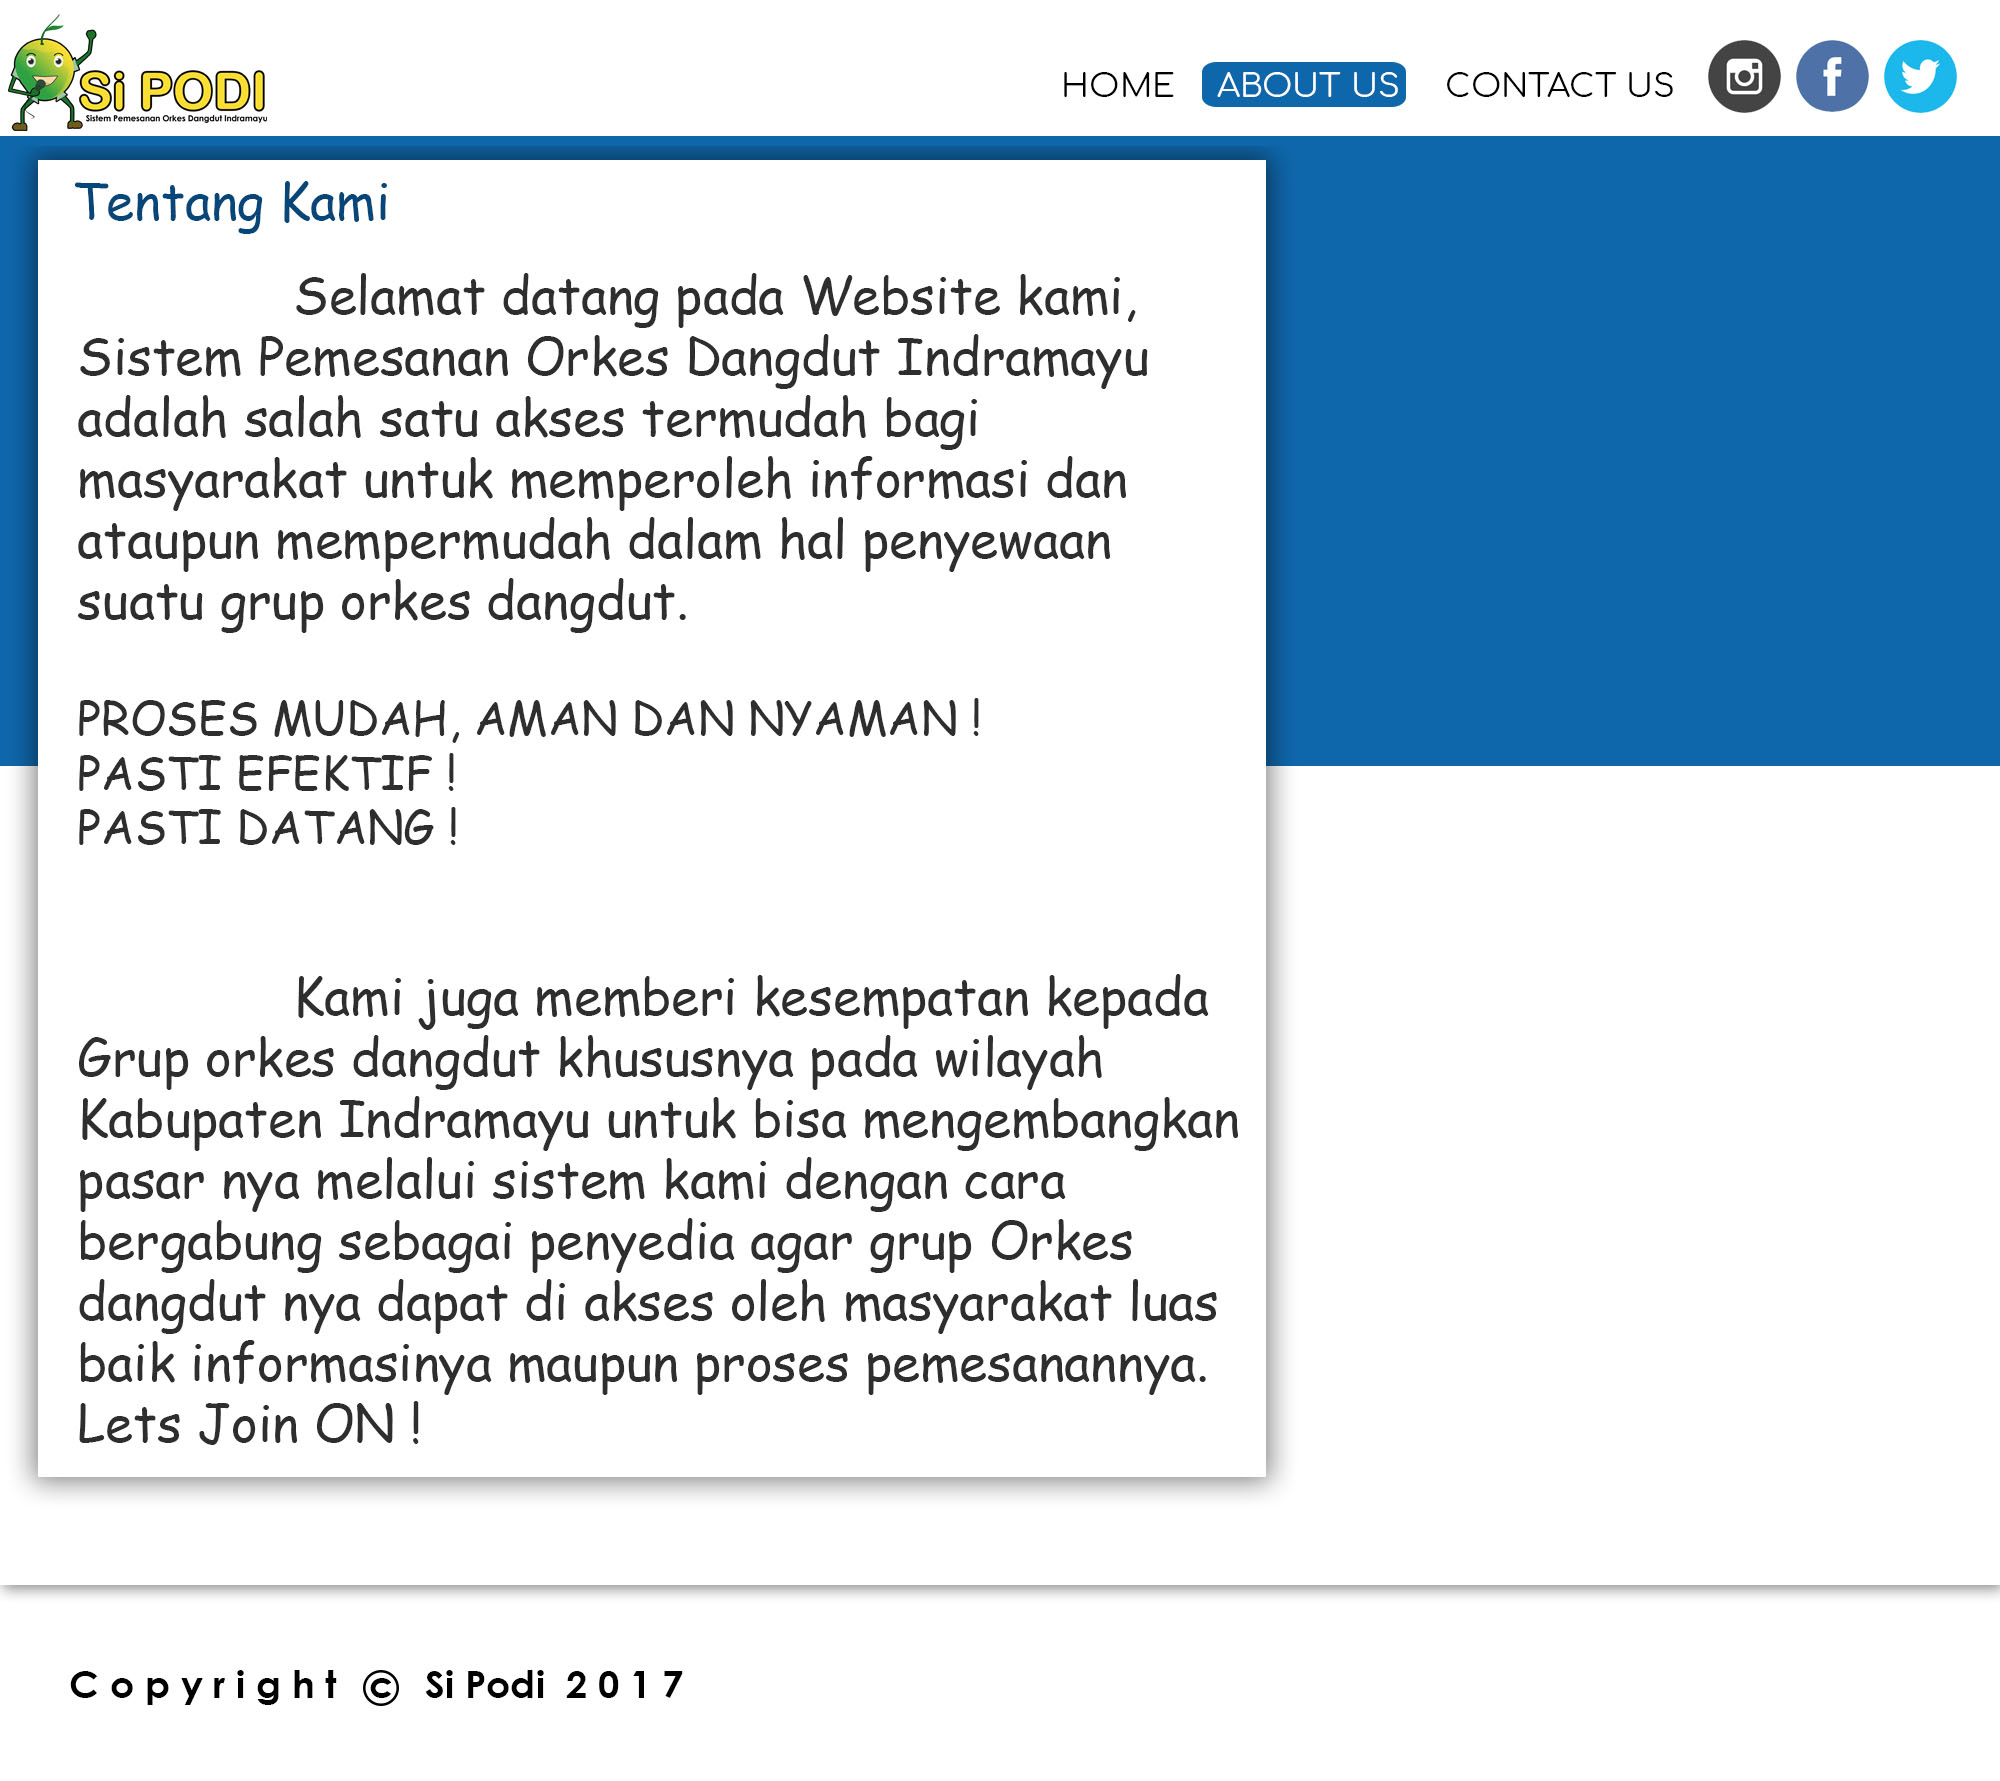 Si PODI
Sistem Pemesanan Orkes Dangdut Indramayu
HOME ABOUT US CONTACT US
Tentang Kami
Selamat datang pada Website kami,
Sistem Pemesanan Orkes Dangdut Indramayu
adalah salah satu akses termudah bagi
masyarakat untuk memperoleh informasi dan
ataupun mempermudah dalam hal penyewaan
suatu grup orkes dangdut.
PROSES MUDAH, AMAN DAN NYAMAN !
PASTI EFEKTIF !
PASTI DATANG !
Kami juga memberi kesempatan kepada
Grup orkes dangdut khususnya pada wilayah
Kabupaten Indramayu untuk bisa mengembangkan
pasar nya melalui sistem kami dengan cara
bergabung sebagai penyedia agar grup Orkes
dangdut nya dapat di akses oleh masyarakat luas
baik informasinya maupun proses pemesanannya.
Lets Join ON !
Copyright © Si Podi 2017